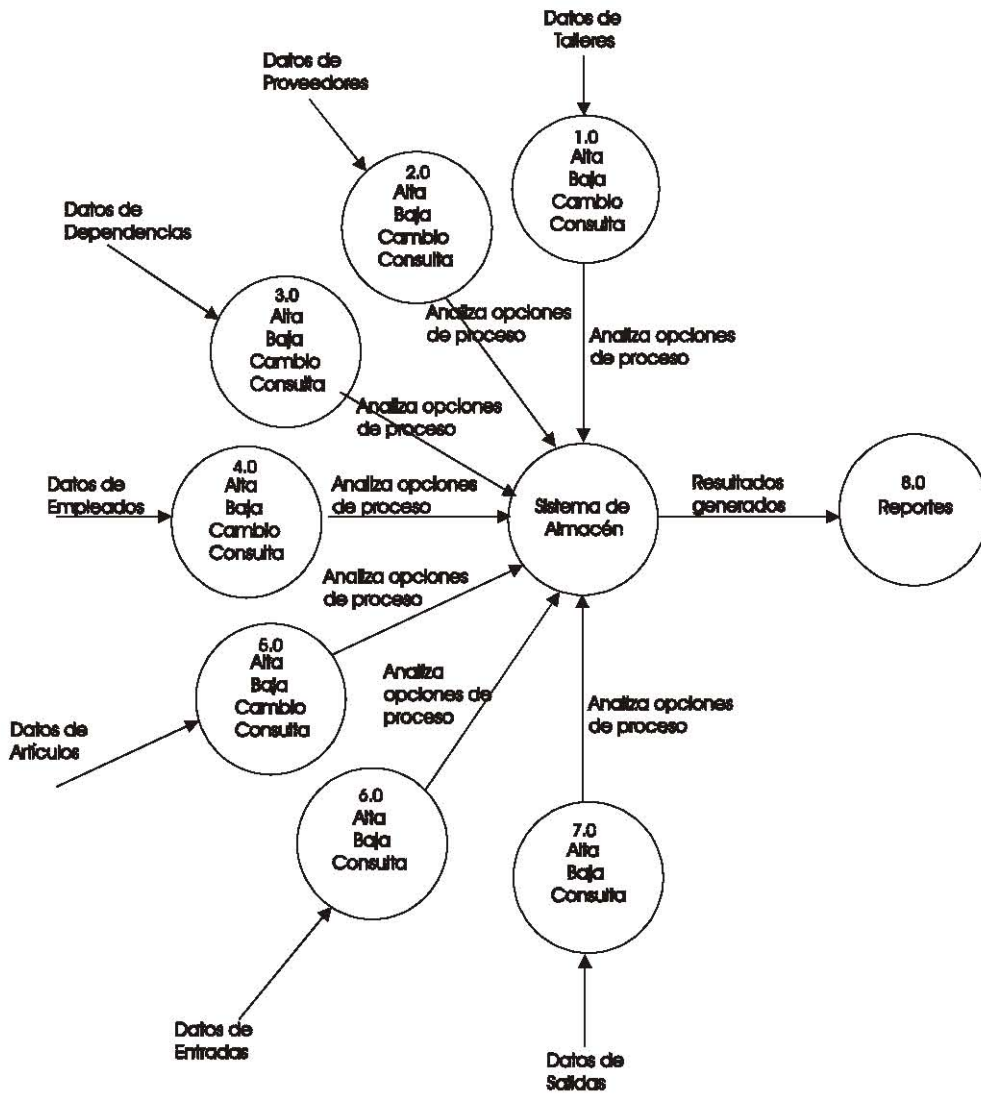 Datos de
Talleres
Datos de
Proveedores
1.0
Alta
Baja
Cambio
Consulta
2.0
Alta
Baja
Cambio
Consulta
Datos de
Dependencias
3.0
Alta
Baja
Cambio
Consulta
Analiza opciones
de proceso
Analiza opciones
de proceso
Analiza opciones
de proceso
Datos de
Empleados
4.0
Alta
Baja
Cambio
Consulta
Analiza opciones
de proceso
Sistema de
Almacén
Resultados
generados
8.0
Reportes
Analiza opciones
de proceso
5.0
Alta
Baja
Cambio
Consulta
Analiza
opciones de
proceso
Analiza opciones
de proceso
Datos de
Artículos
6.0
Alta
Baja
Consulta
7.0
Alta
Baja
Consulta
Datos de
Entradas
Datos de
Salidas